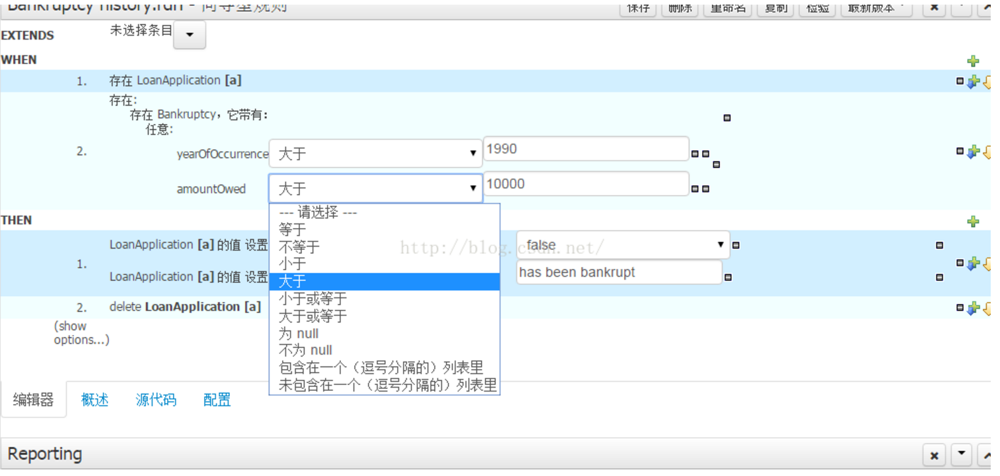 Bankruptcy history.rdrl - 向导型规则 保存 删除 重命名 复制 检验 最新版本
EXTENDS 未选择条目
WHEN
1. 存在 LoanApplication [a]
存在:
存在 Bankruptcy，它带有:
任意:
2. yearOfOccurrence 大于 1990
amountOwed 大于 10000
--- 请选择 ---
等于
不等于
小于
大于
小于或等于
大于或等于
为 null
不为 null
包含在一个（逗号分隔的）列表里
未包含在一个（逗号分隔的）列表里
THEN
1. LoanApplication [a] 的值 设置 false
LoanApplication [a] 的值 设置 has been bankrupt
http://blog.csdn.net/
2. delete LoanApplication [a]
(show
options...)
编辑器 概述 源代码 配置
Reporting